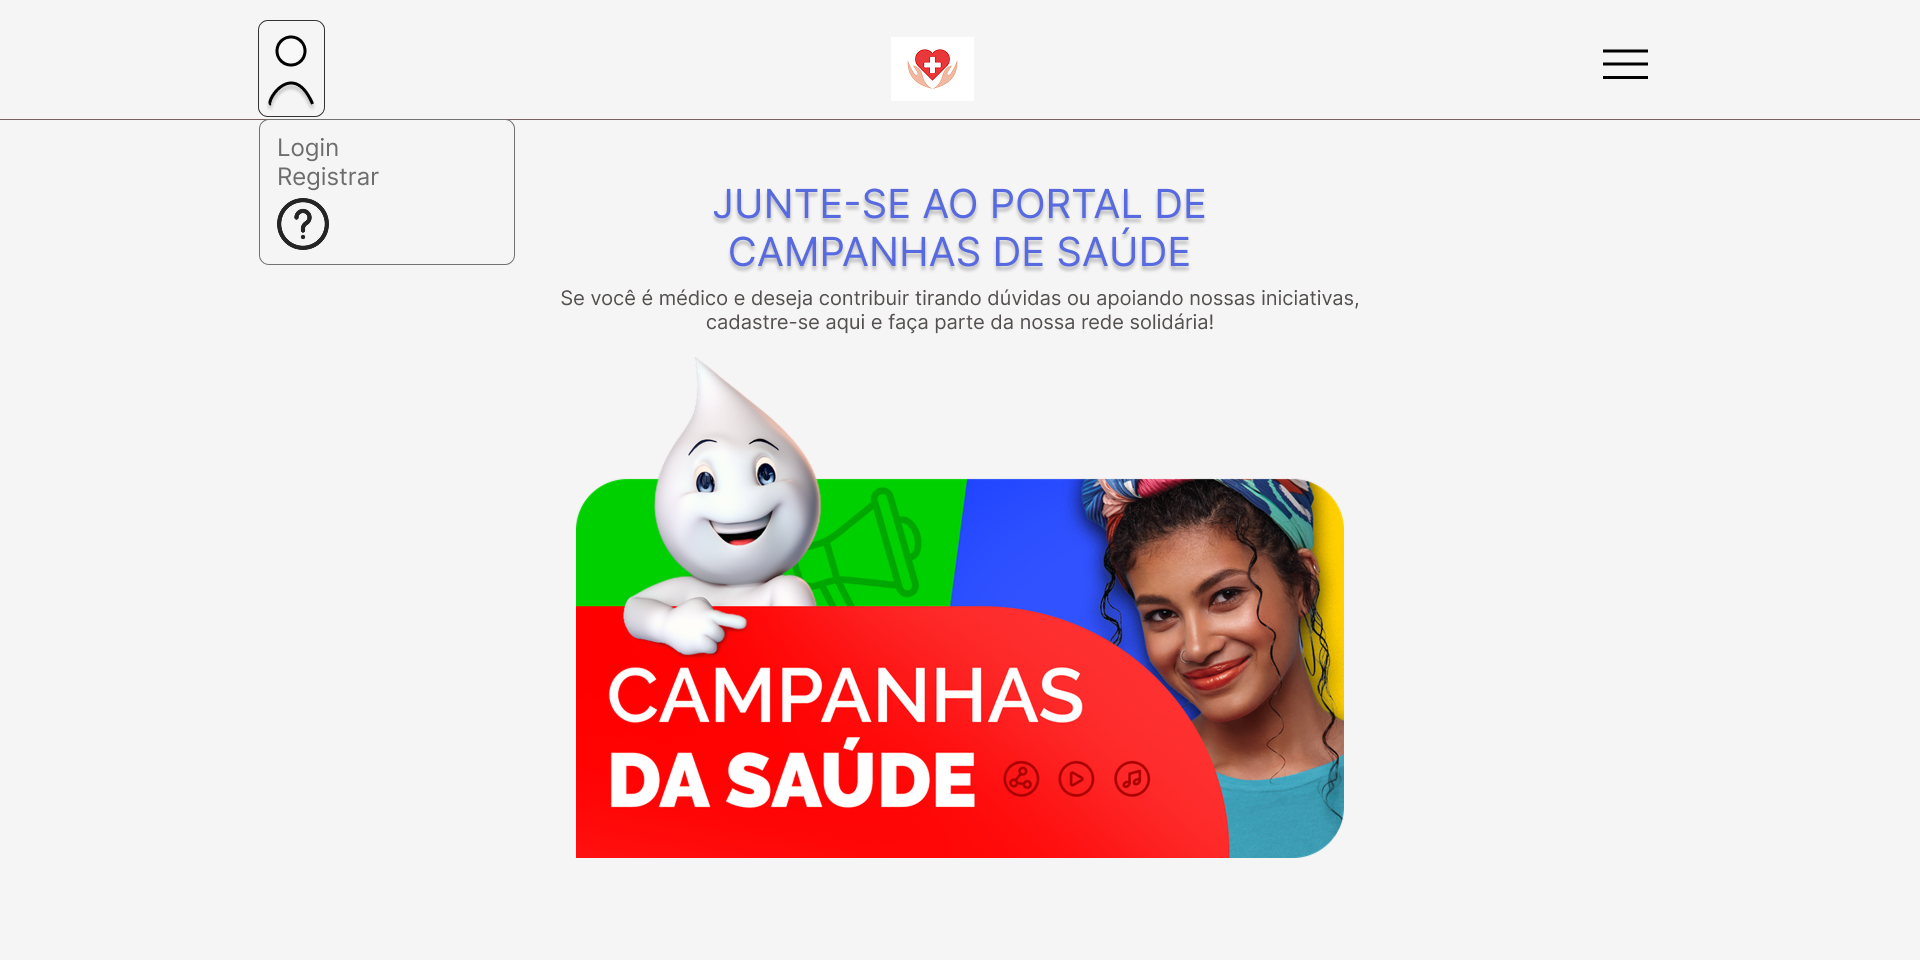 Login
Registrar
?
JUNTE-SE AO PORTAL DE
CAMPANHAS DE SAÚDE
Se você é médico e deseja contribuir tirando dúvidas ou apoiando nossas iniciativas,
cadastre-se aqui e faça parte da nossa rede solidária!
CAMPANHAS
DA SAÚDE